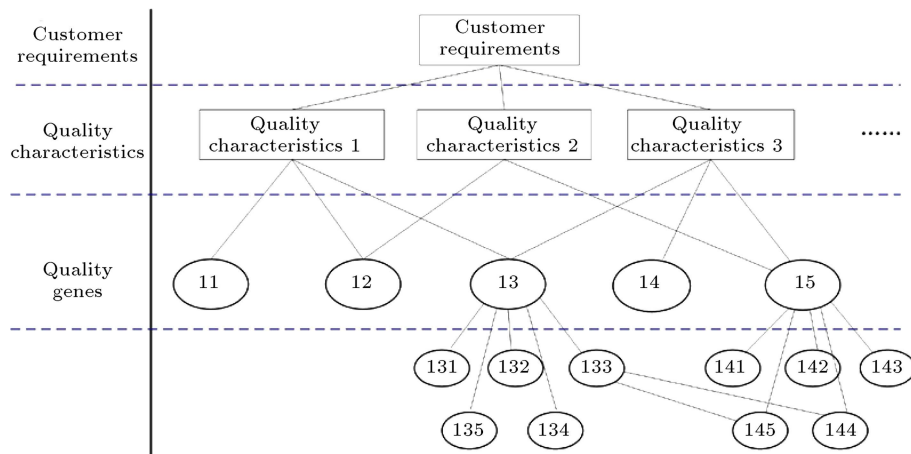 Customer
requirements
Customer
requirements
Quality
characteristics
Quality
characteristics 1
Quality
characteristics 2
Quality
characteristics 3
......
Quality
genes
11
12
13
14
15
131
132
133
141
142
143
135
134
145
144